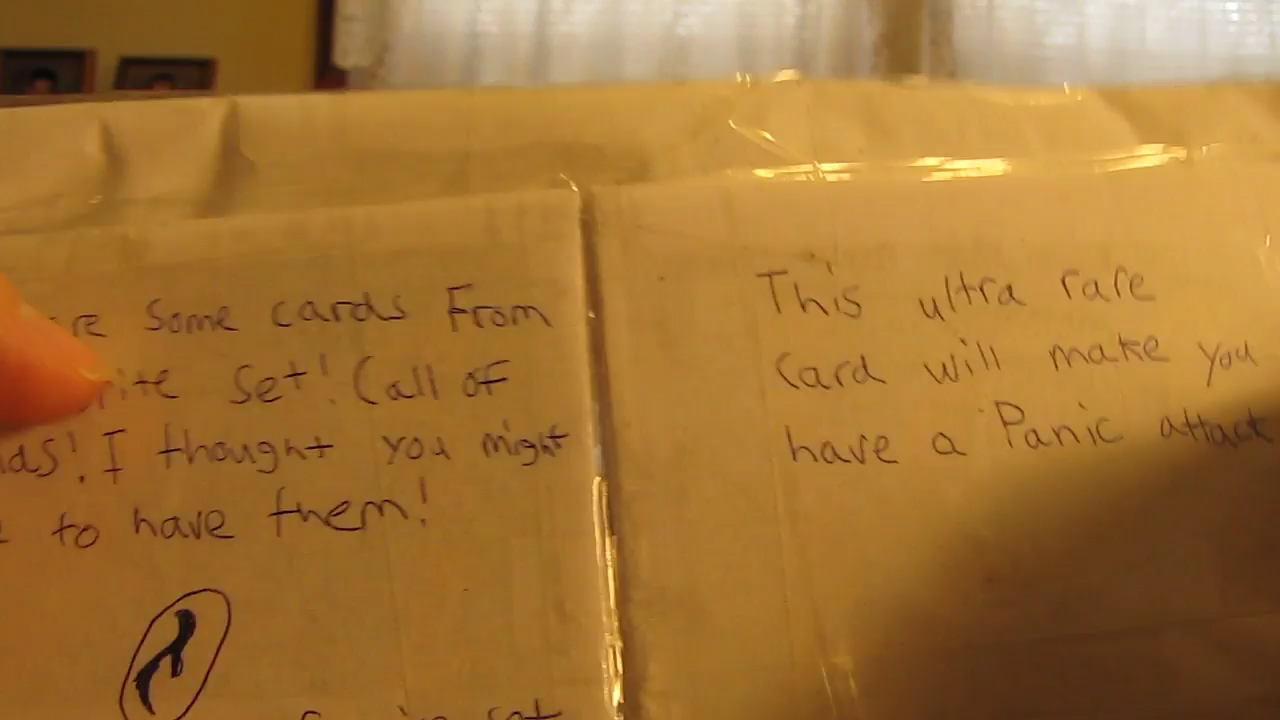 some cards From
set! Call of
I thought you might
to have them!
This ultra rare
card will make you
have a Panic attack
set